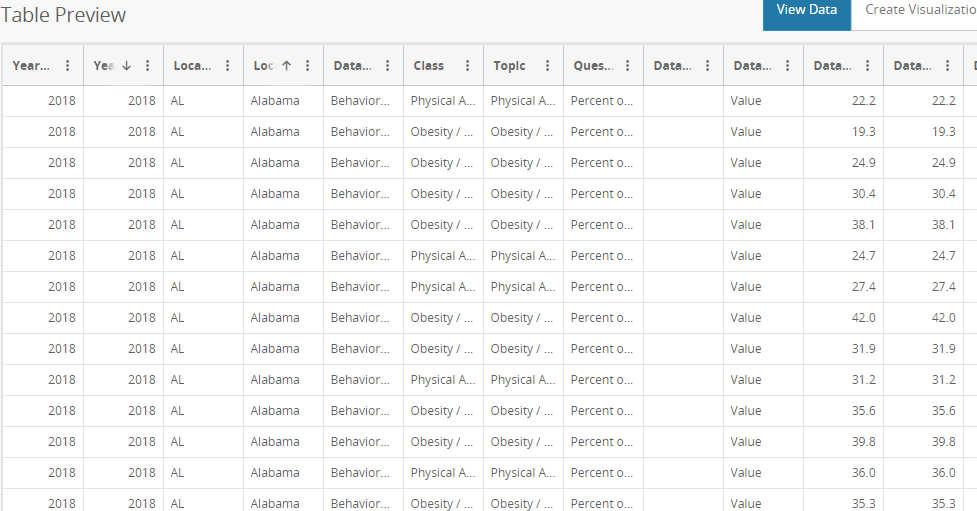 Table Preview View Data Create Visualizatio
Year... Yea Loca... Loc Data... Class Topic Ques... Data... Data... Data... Data...
2018 2018 AL Alabama Behavior... Physical A... Physical A... Percent o... Value 22.2 22.2
2018 2018 AL Alabama Behavior... Obesity / ... Obesity / ... Percent o... Value 19.3 19.3
2018 2018 AL Alabama Behavior... Obesity / ... Obesity / ... Percent o... Value 24.9 24.9
2018 2018 AL Alabama Behavior... Obesity / ... Obesity / ... Percent o... Value 30.4 30.4
2018 2018 AL Alabama Behavior... Obesity / ... Obesity / ... Percent o... Value 38.1 38.1
2018 2018 AL Alabama Behavior... Physical A... Physical A... Percent o... Value 24.7 24.7
2018 2018 AL Alabama Behavior... Physical A... Physical A... Percent o... Value 27.4 27.4
2018 2018 AL Alabama Behavior... Obesity / ... Obesity / ... Percent o... Value 42.0 42.0
2018 2018 AL Alabama Behavior... Obesity / ... Obesity / ... Percent o... Value 31.9 31.9
2018 2018 AL Alabama Behavior... Physical A... Physical A... Percent o... Value 31.2 31.2
2018 2018 AL Alabama Behavior... Obesity / ... Obesity / ... Percent o... Value 35.6 35.6
2018 2018 AL Alabama Behavior... Obesity / ... Obesity / ... Percent o... Value 39.8 39.8
2018 2018 AL Alabama Behavior... Physical A... Physical A... Percent o... Value 36.0 36.0
2018 2018 AL Alabama Behavior... Obesity / ... Obesity / ... Percent o... Value 35.3 35.3